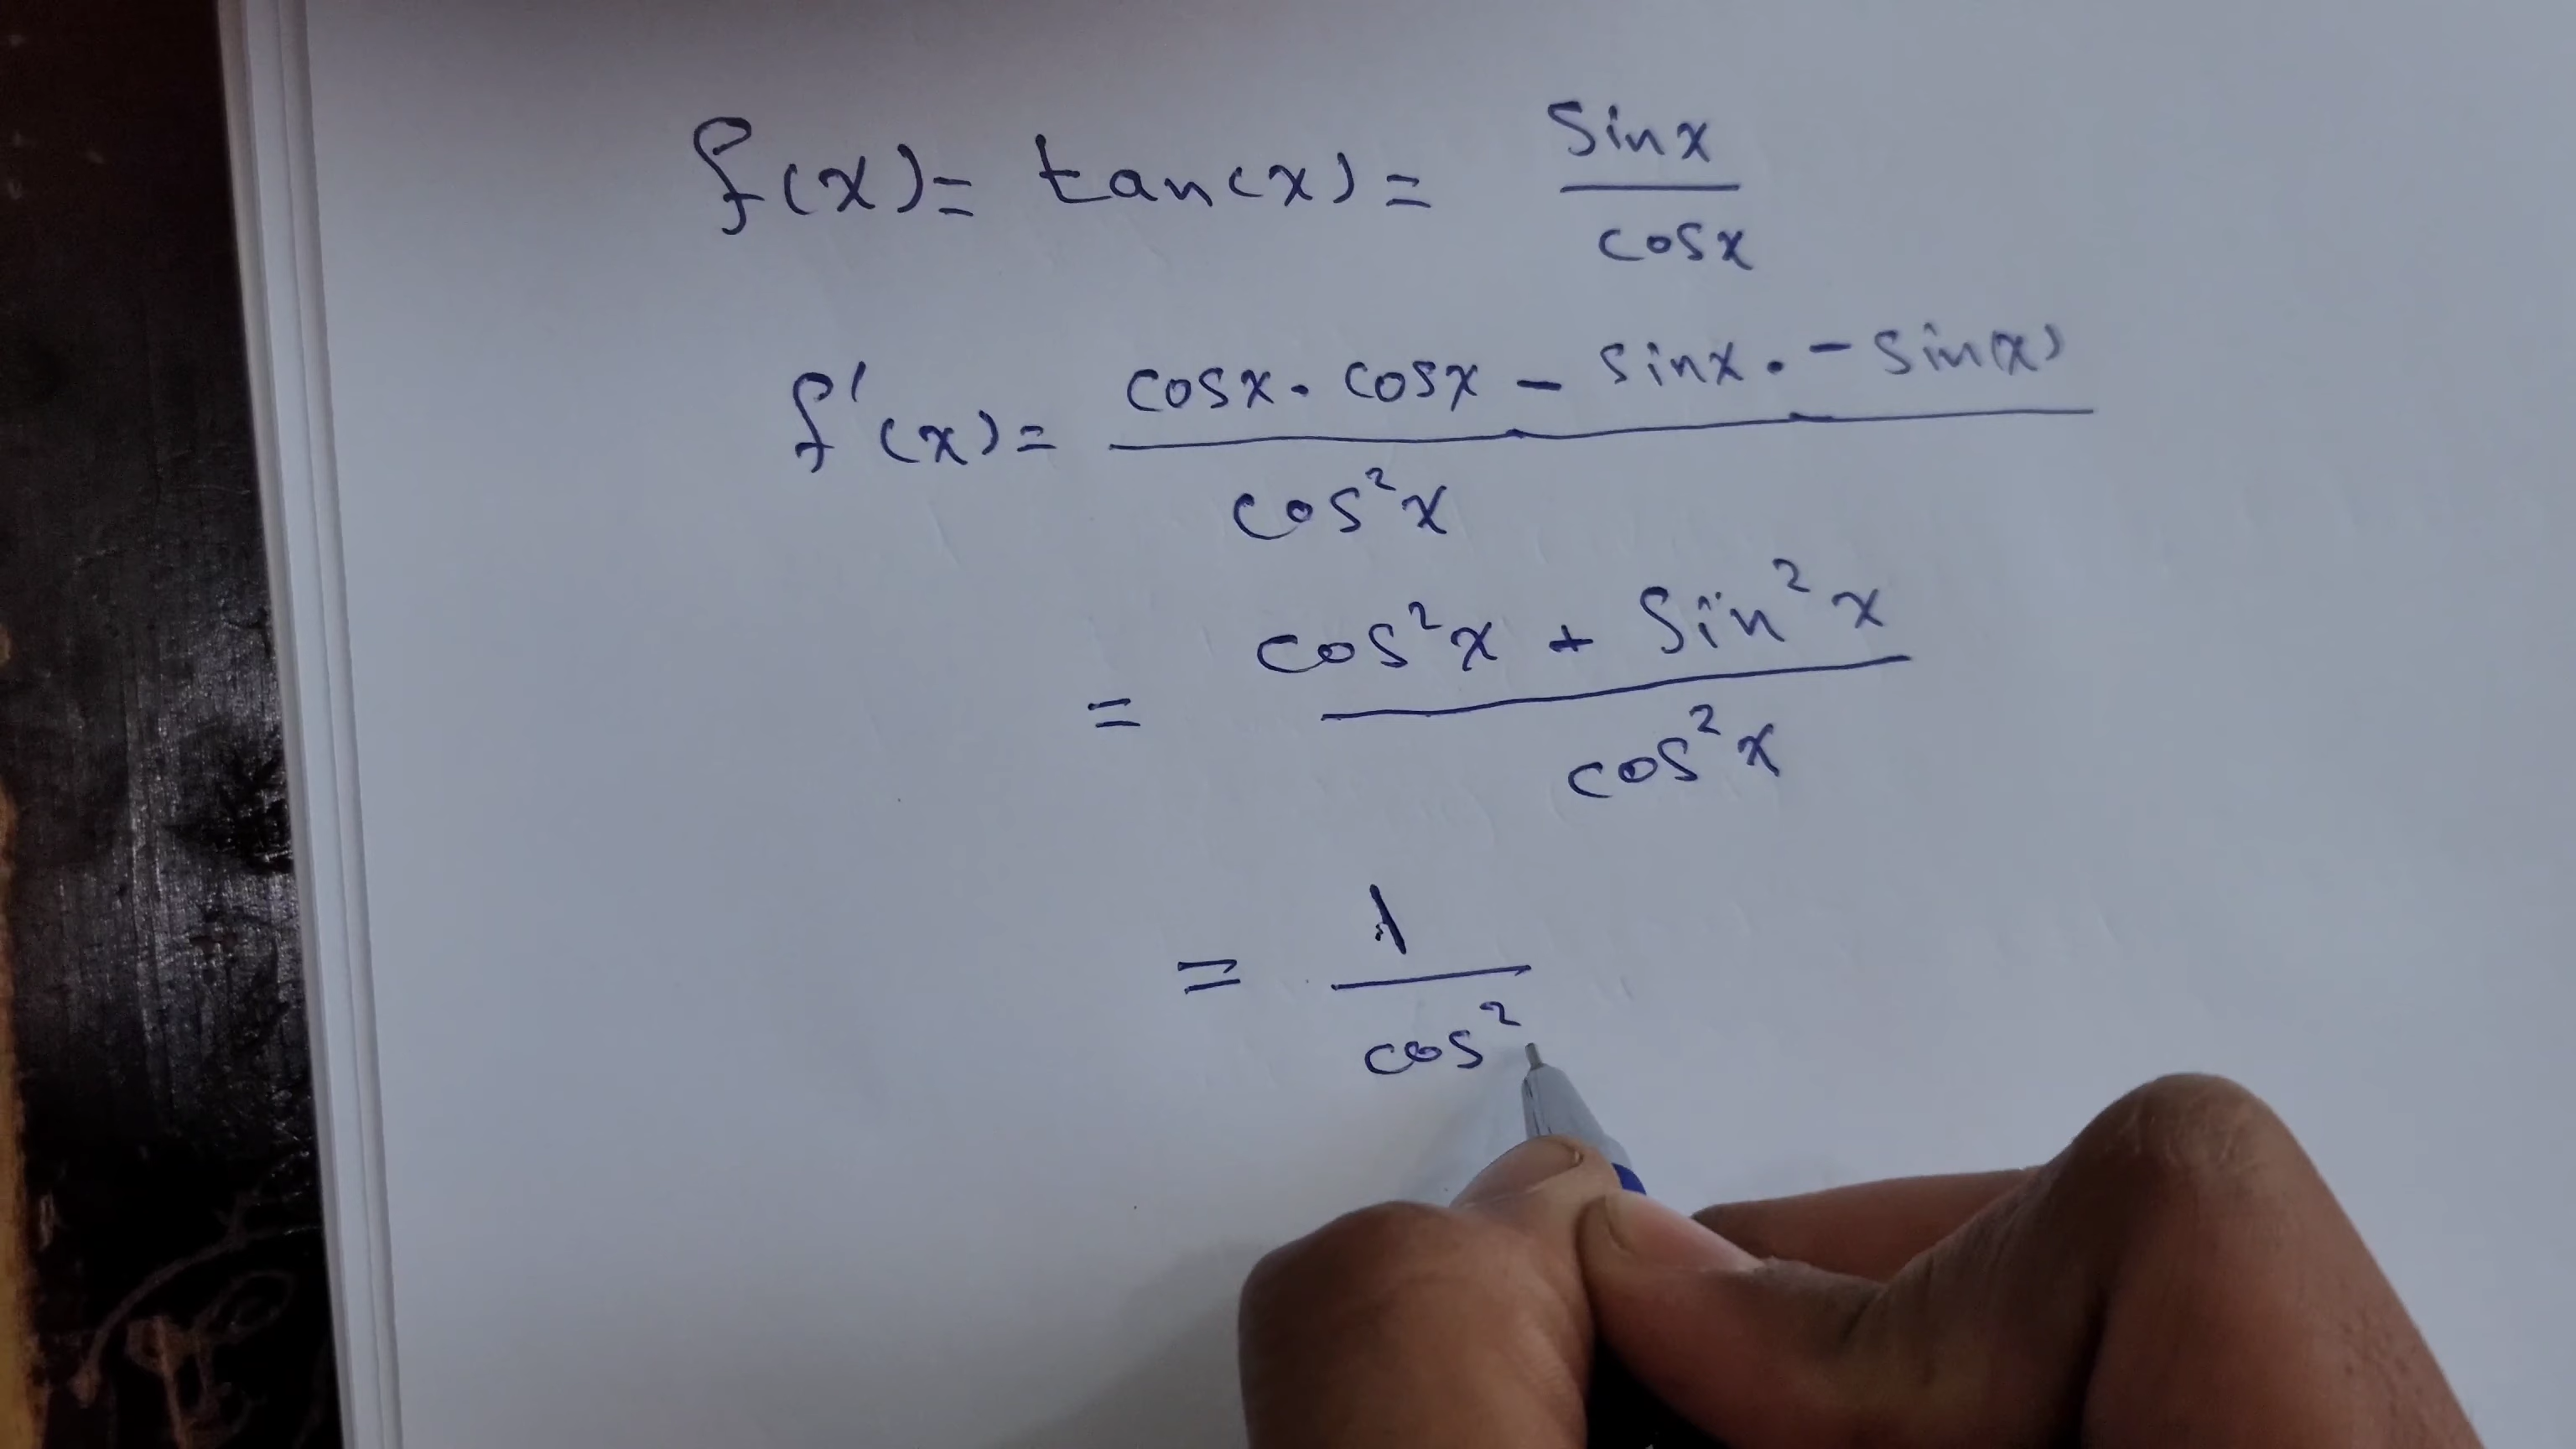 f(x) = tan(x) = sinx / cosx
f'(x) = cosx . cosx - sinx . - sin(x) / cos²x
= cos²x + sin²x / cos²x
= 1 / cos²